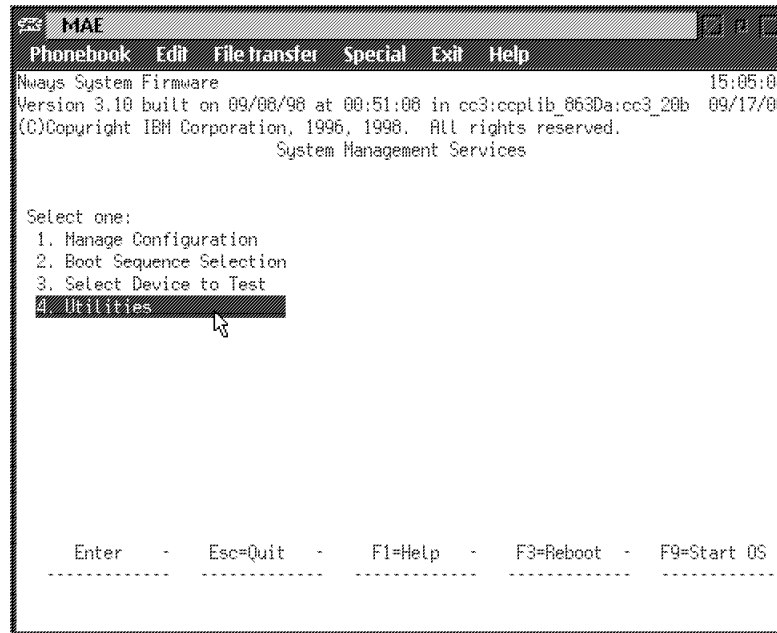 MAE
Phonebook Edit File transfer Special Exit Help
Nways System Firmware 15:05:0
Version 3.10 built on 09/08/98 at 00:51:08 in cc3:ccplib_863Da:cc3_20b 09/17/0
(C)Copyright IBM Corporation, 1996, 1998. All rights reserved.
System Management Services
Select one:
1. Manage Configuration
2. Boot Sequence Selection
3. Select Device to Test
4. Utilities
Enter - Esc=Quit - F1=Help - F3=Reboot - F9=Start OS